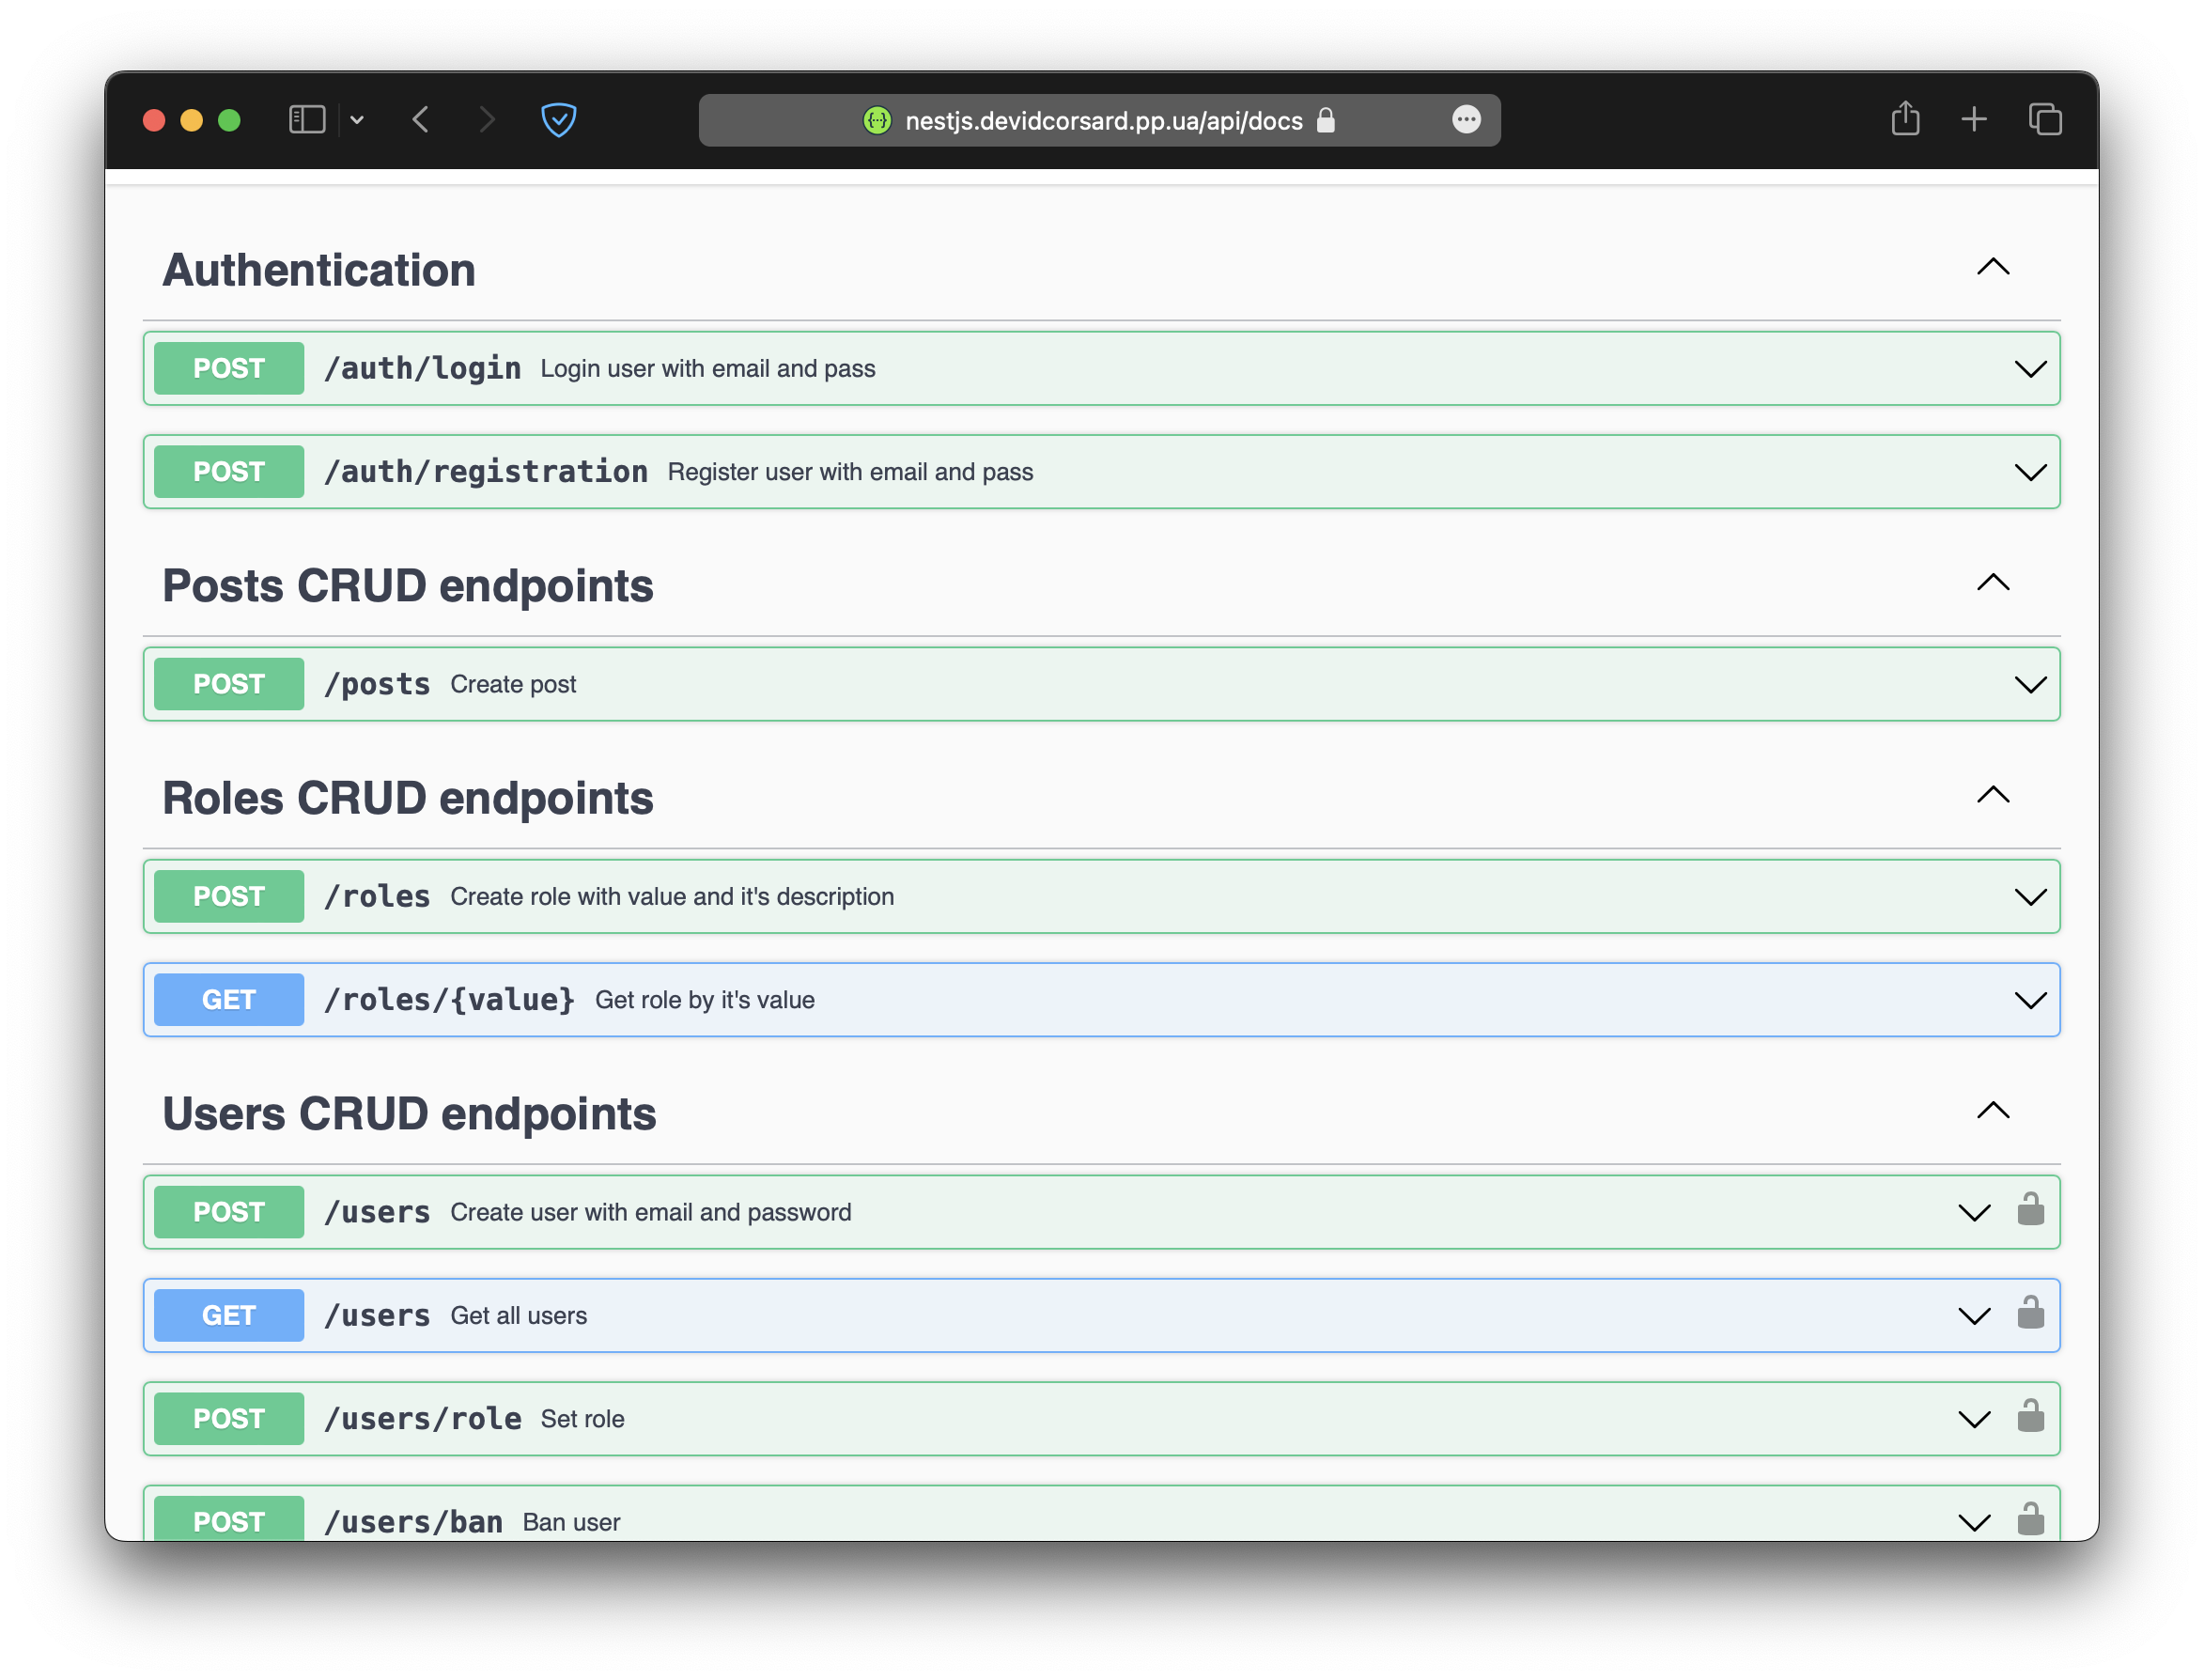 nestjs.devidcorsard.pp.ua/api/docs
Authentication
POST /auth/login Login user with email and pass
POST /auth/registration Register user with email and pass
Posts CRUD endpoints
POST /posts Create post
Roles CRUD endpoints
POST /roles Create role with value and it's description
GET /roles/{value} Get role by it's value
Users CRUD endpoints
POST /users Create user with email and password
GET /users Get all users
POST /users/role Set role
POST /users/ban Ban user